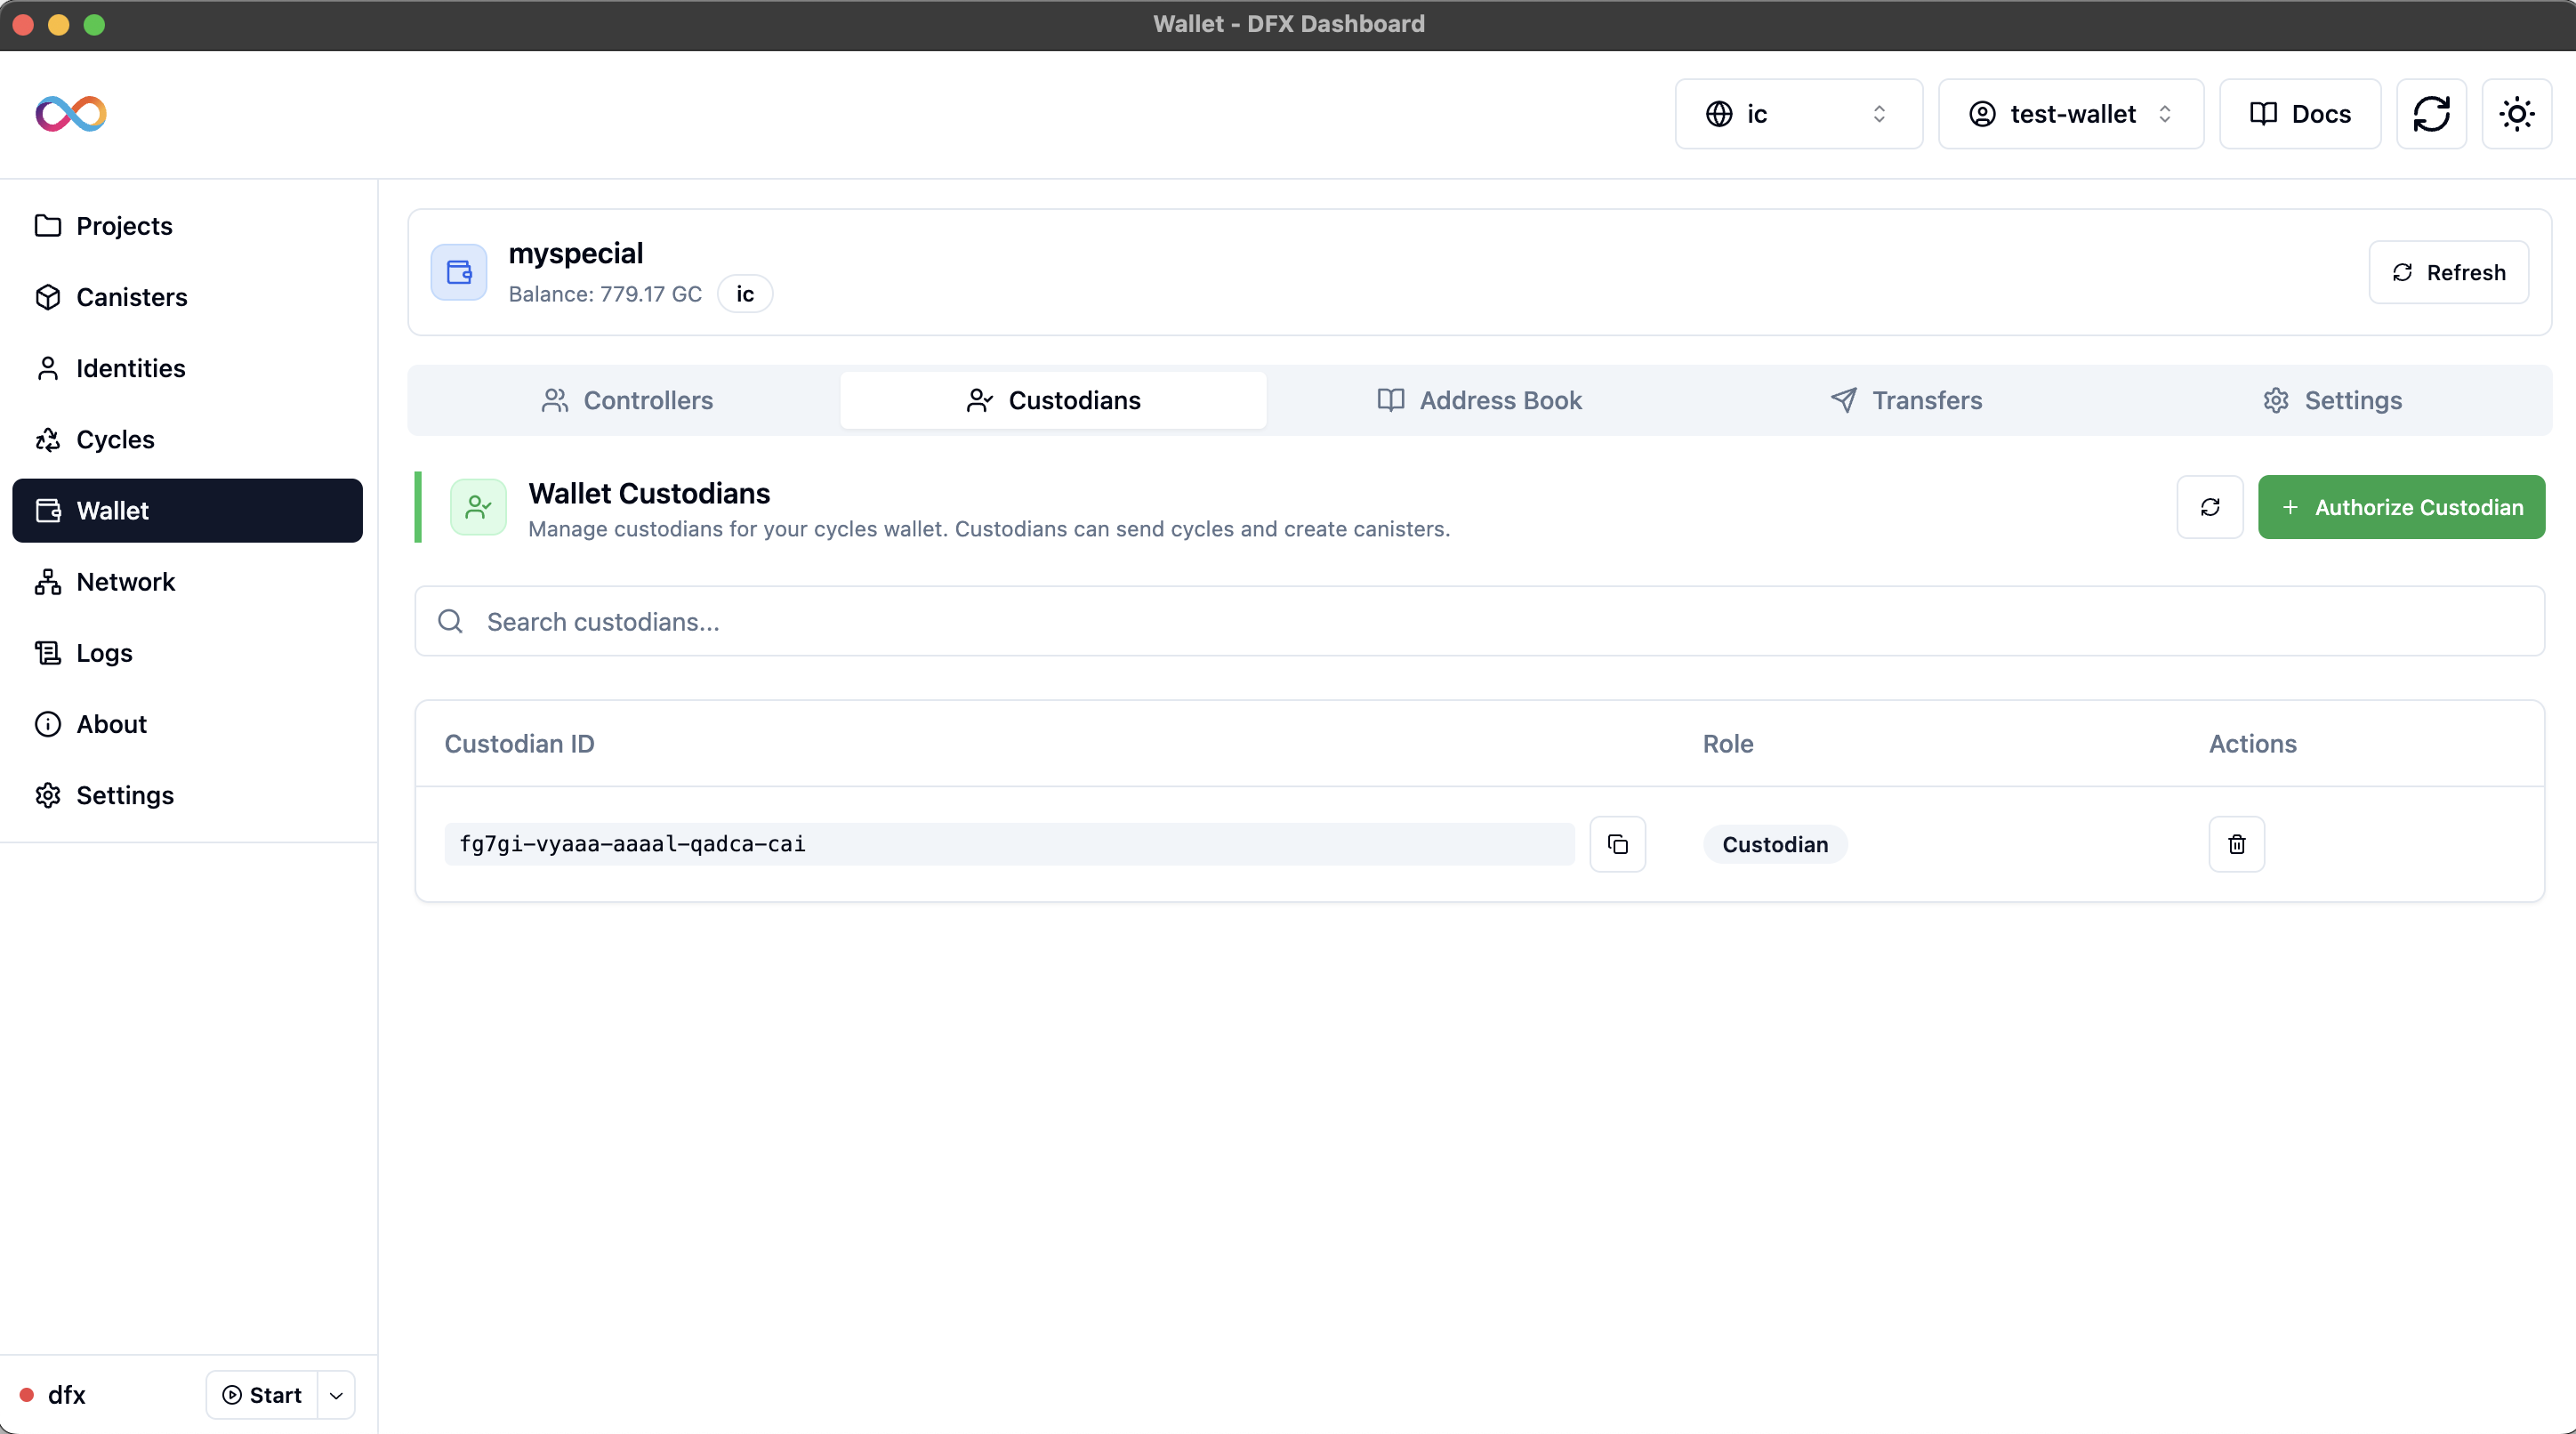 Wallet - DFX Dashboard
ic
test-wallet
Docs
Projects
Canisters
Identities
Cycles
Wallet
Network
Logs
About
Settings
myspecial
Balance: 779.17 GC
ic
Refresh
Controllers
Custodians
Address Book
Transfers
Settings
Wallet Custodians
Manage custodians for your cycles wallet. Custodians can send cycles and create canisters.
Authorize Custodian
Search custodians...
Custodian ID
Role
Actions
fg7gi-vyaaa-aaaal-qadca-cai
Custodian
dfx
Start